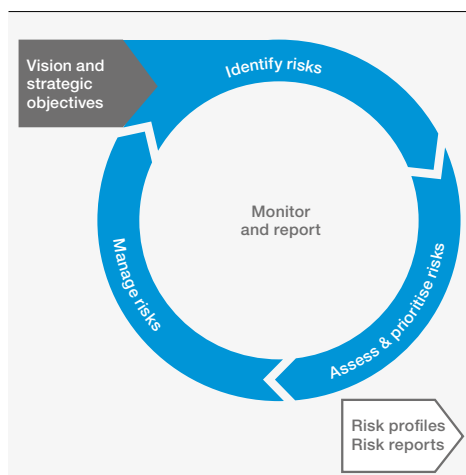 Vision and
strategic
objectives
Identify risks
Monitor
and report
Manage risks
Assess & prioritise risks
Risk profiles
Risk reports